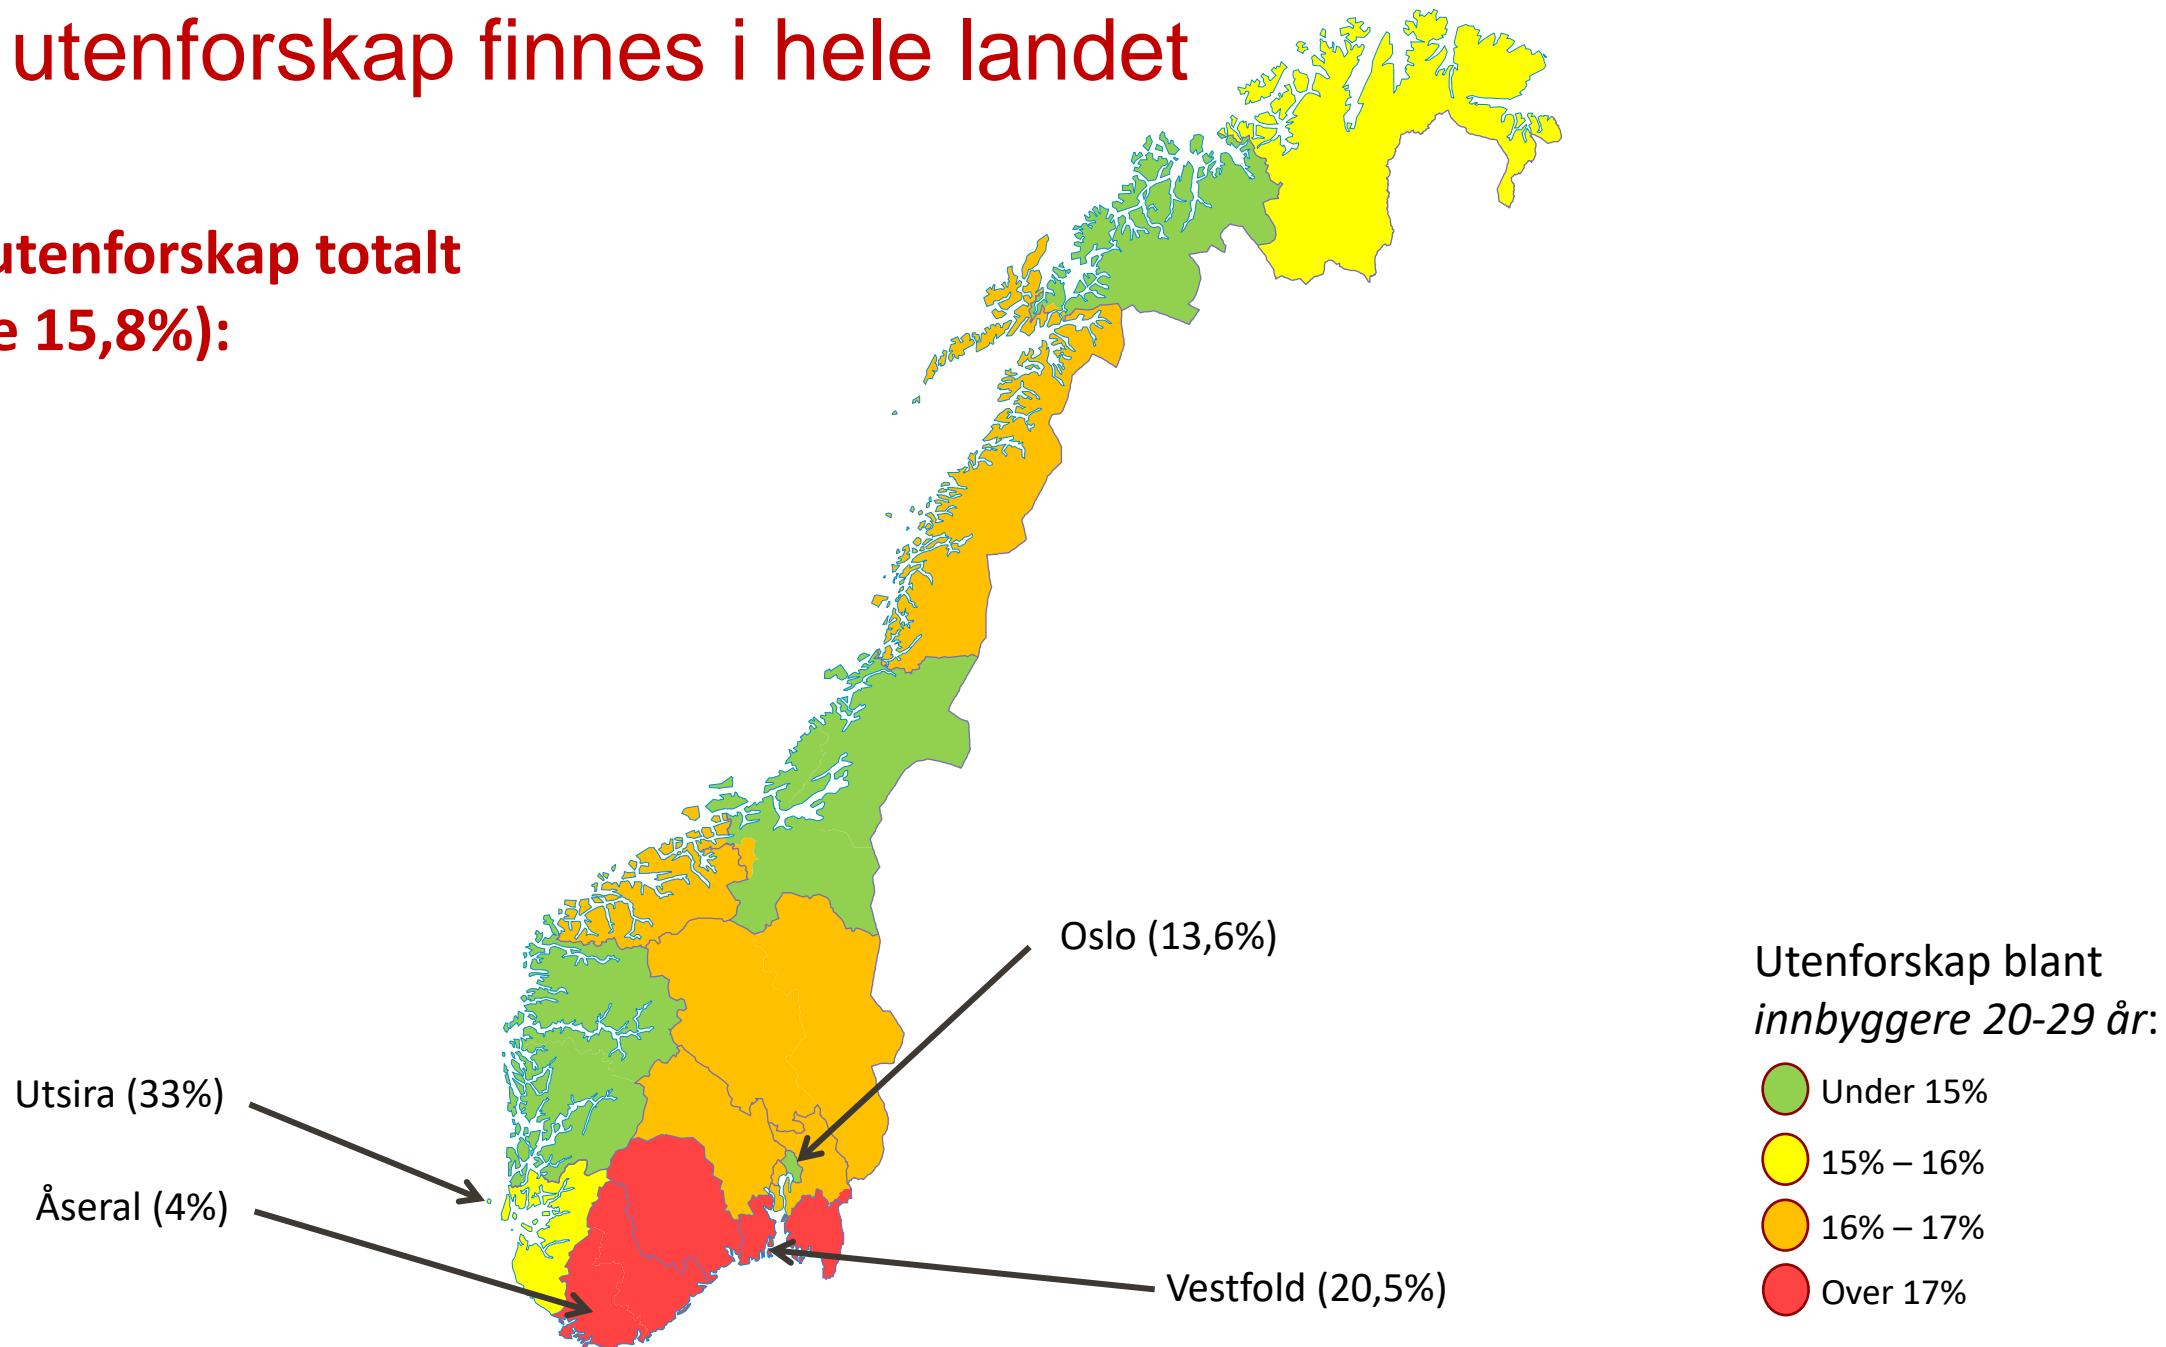 utenforskap finnes i hele landet
utenforskap totalt
e 15,8%):
Oslo (13,6%)
Utsira (33%)
Åseral (4%)
Vestfold (20,5%)
Utenforskap blant
innbyggere 20-29 år:
Under 15%
15% – 16%
16% – 17%
Over 17%